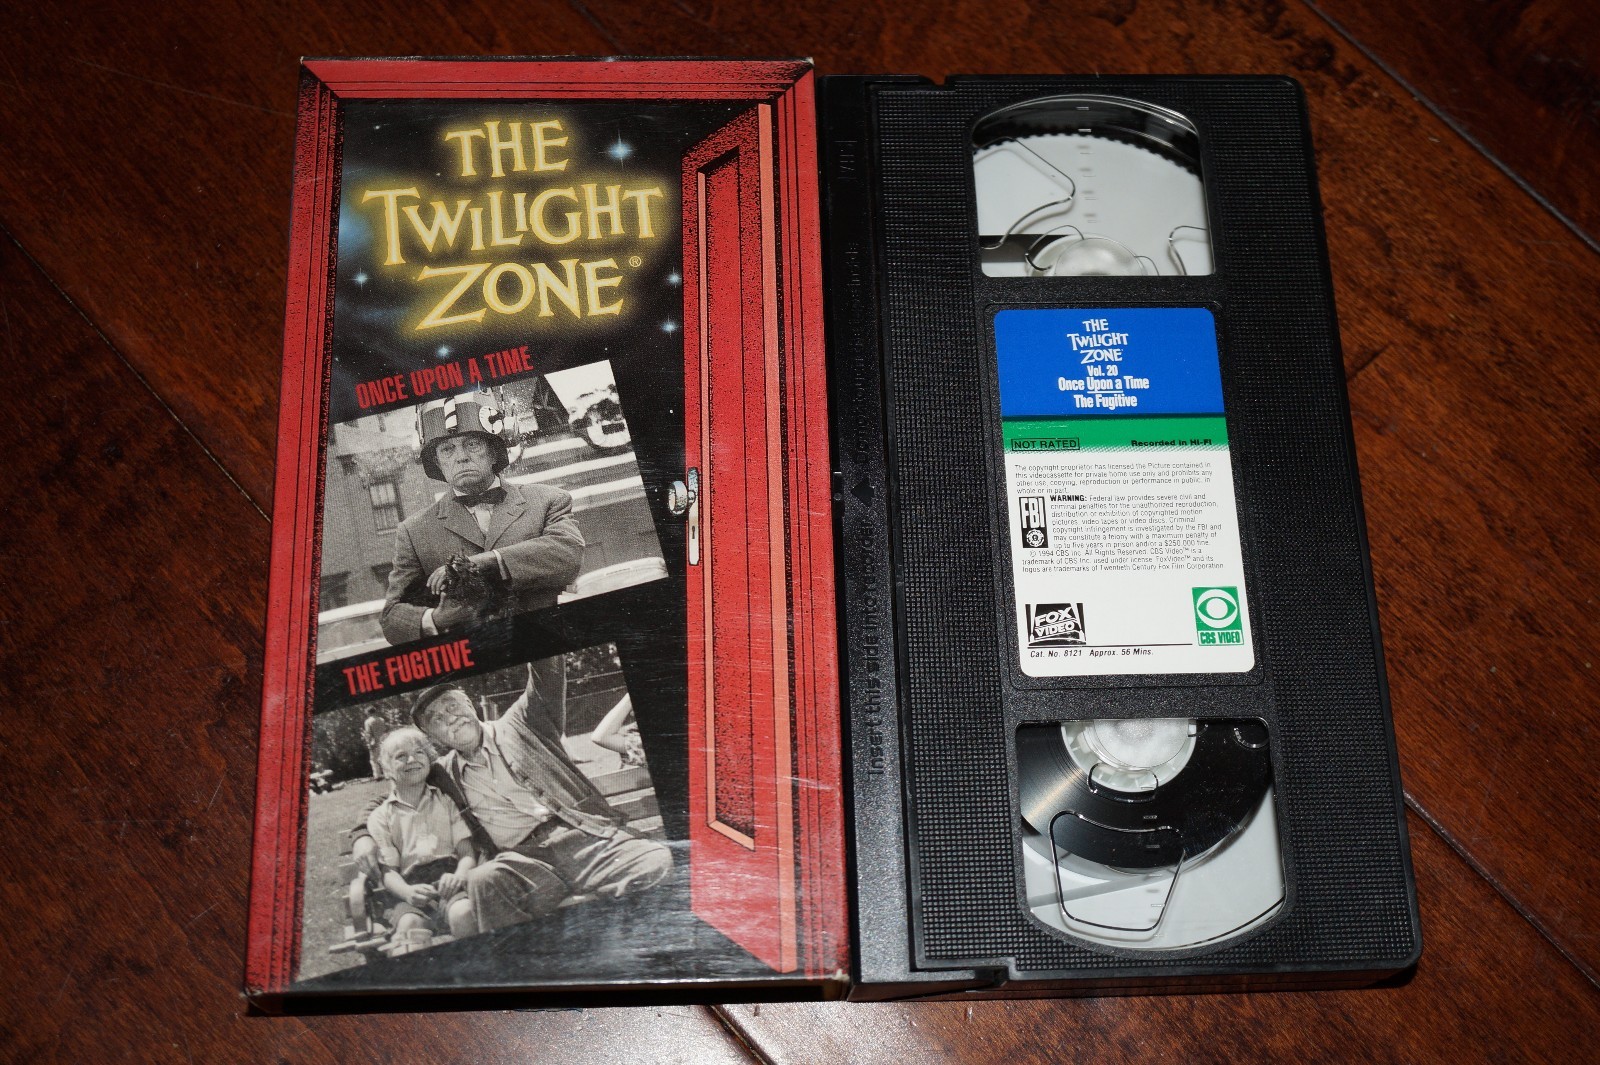 THE
TWILIGHT
ZONE®
ONCE UPON A TIME
THE FUGITIVE
VHS
Insert this side into recorder
THE
TWILIGHT
ZONE
Vol. 20
Once Upon a Time
The Fugitive
NOT RATED Recorded in HI-FI
The copyright proprietor has licensed the Picture contained in
this videocassette for private home use only and prohibits any
other use, copying, reproduction or performance in public, in
whole or in part.
FBI
WARNING: Federal law provides severe civil and
criminal penalties for the unauthorized reproduction,
distribution or exhibition of copyrighted motion
pictures, video tapes or video discs. Criminal
copyright infringement is investigated by the FBI and
may constitute a felony with a maximum penalty of
up to five years in prison and/or a $250,000 fine.
© 1994 CBS Inc. All Rights Reserved. CBS Video™ is a
trademark of CBS Inc. used under license. FoxVideo™ and its
logos are trademarks of Twentieth Century Fox Film Corporation.
FOX
VIDEO
CBS VIDEO
Cat. No. 8121 Approx. 56 Mins.